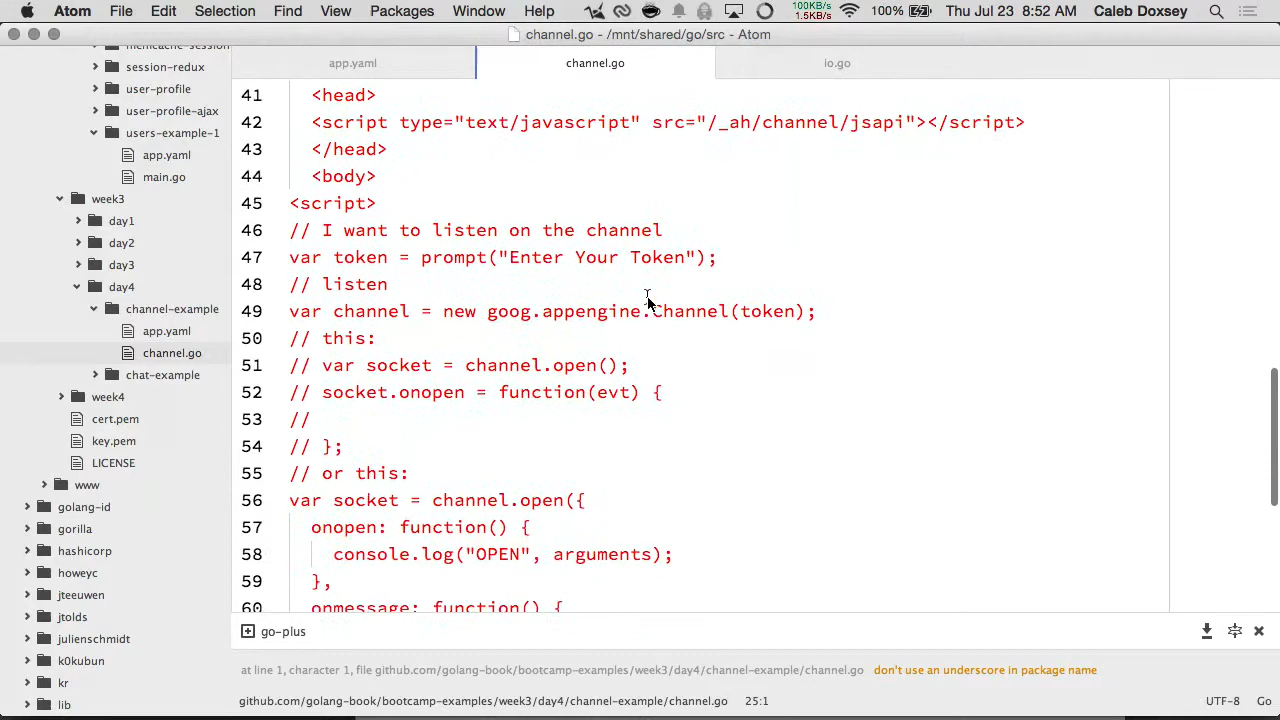 Atom File Edit Selection Find View Packages Window Help 100KB/s 1.5KB/s 100% Thu Jul 23 8:52 AM Caleb Doxsey
channel.go - /mnt/shared/go/src - Atom
memcache-session
session-redux
user-profile
user-profile-ajax
users-example-1
app.yaml
main.go
week3
day1
day2
day3
day4
channel-example
app.yaml
channel.go
chat-example
week4
cert.pem
key.pem
LICENSE
www
golang-id
gorilla
hashicorp
howeyc
jteeuwen
jtolds
julienschmidt
k0kubun
kr
lib
app.yaml channel.go io.go
41 <head>
42 <script type="text/javascript" src="/_ah/channel/jsapi"></script>
43 </head>
44 <body>
45 <script>
46 // I want to listen on the channel
47 var token = prompt("Enter Your Token");
48 // listen
49 var channel = new goog.appengine.Channel(token);
50 // this:
51 // var socket = channel.open();
52 // socket.onopen = function(evt) {
53 //
54 // };
55 // or this:
56 var socket = channel.open({
57 onopen: function() {
58 console.log("OPEN", arguments);
59 },
60 onmessage: function() {
go-plus
at line 1, character 1, file github.com/golang-book/bootcamp-examples/week3/day4/channel-example/channel.go don't use an underscore in package name
github.com/golang-book/bootcamp-examples/week3/day4/channel-example/channel.go 25:1 UTF-8 Go